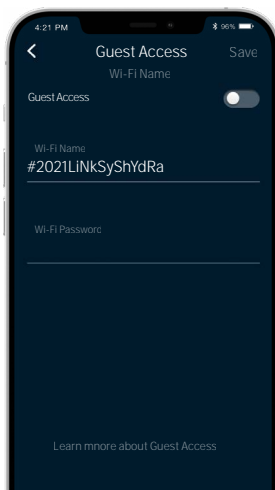 4:21 PM
96%
Guest Access
Save
Wi-Fi Name
Guest Access
Wi-Fi Name
#2021LiNkSyShYdRa
Wi-Fi Password
Learn mnore about Guest Access